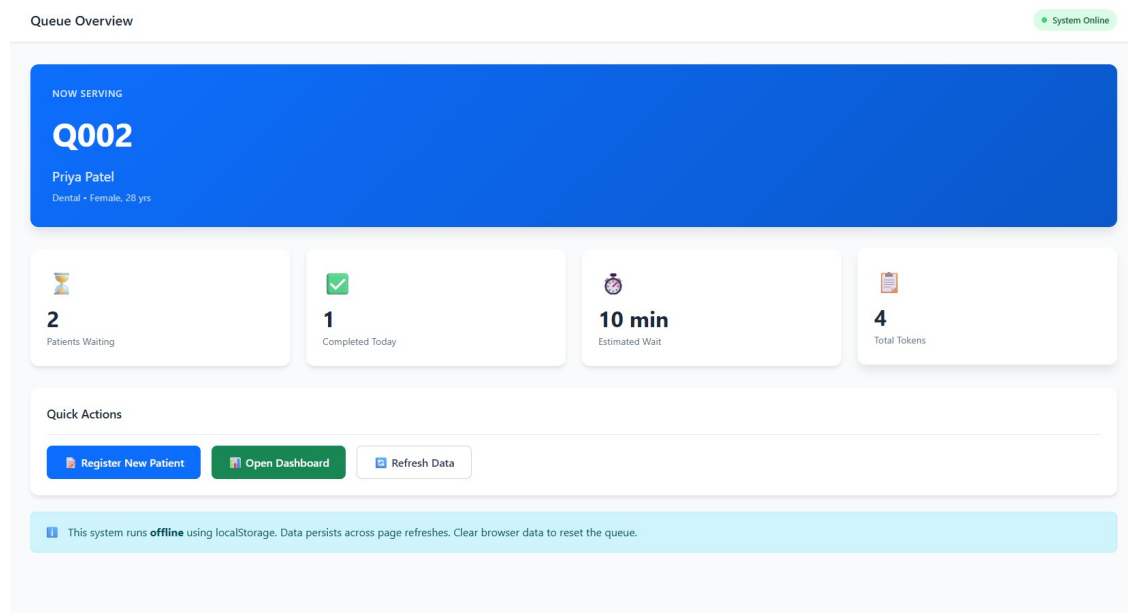 Queue Overview
System Online
NOW SERVING
Q002
Priya Patel
Dental • Female, 28 yrs
2
Patients Waiting
1
Completed Today
10 min
Estimated Wait
4
Total Tokens
Quick Actions
Register New Patient
Open Dashboard
Refresh Data
This system runs offline using localStorage. Data persists across page refreshes. Clear browser data to reset the queue.